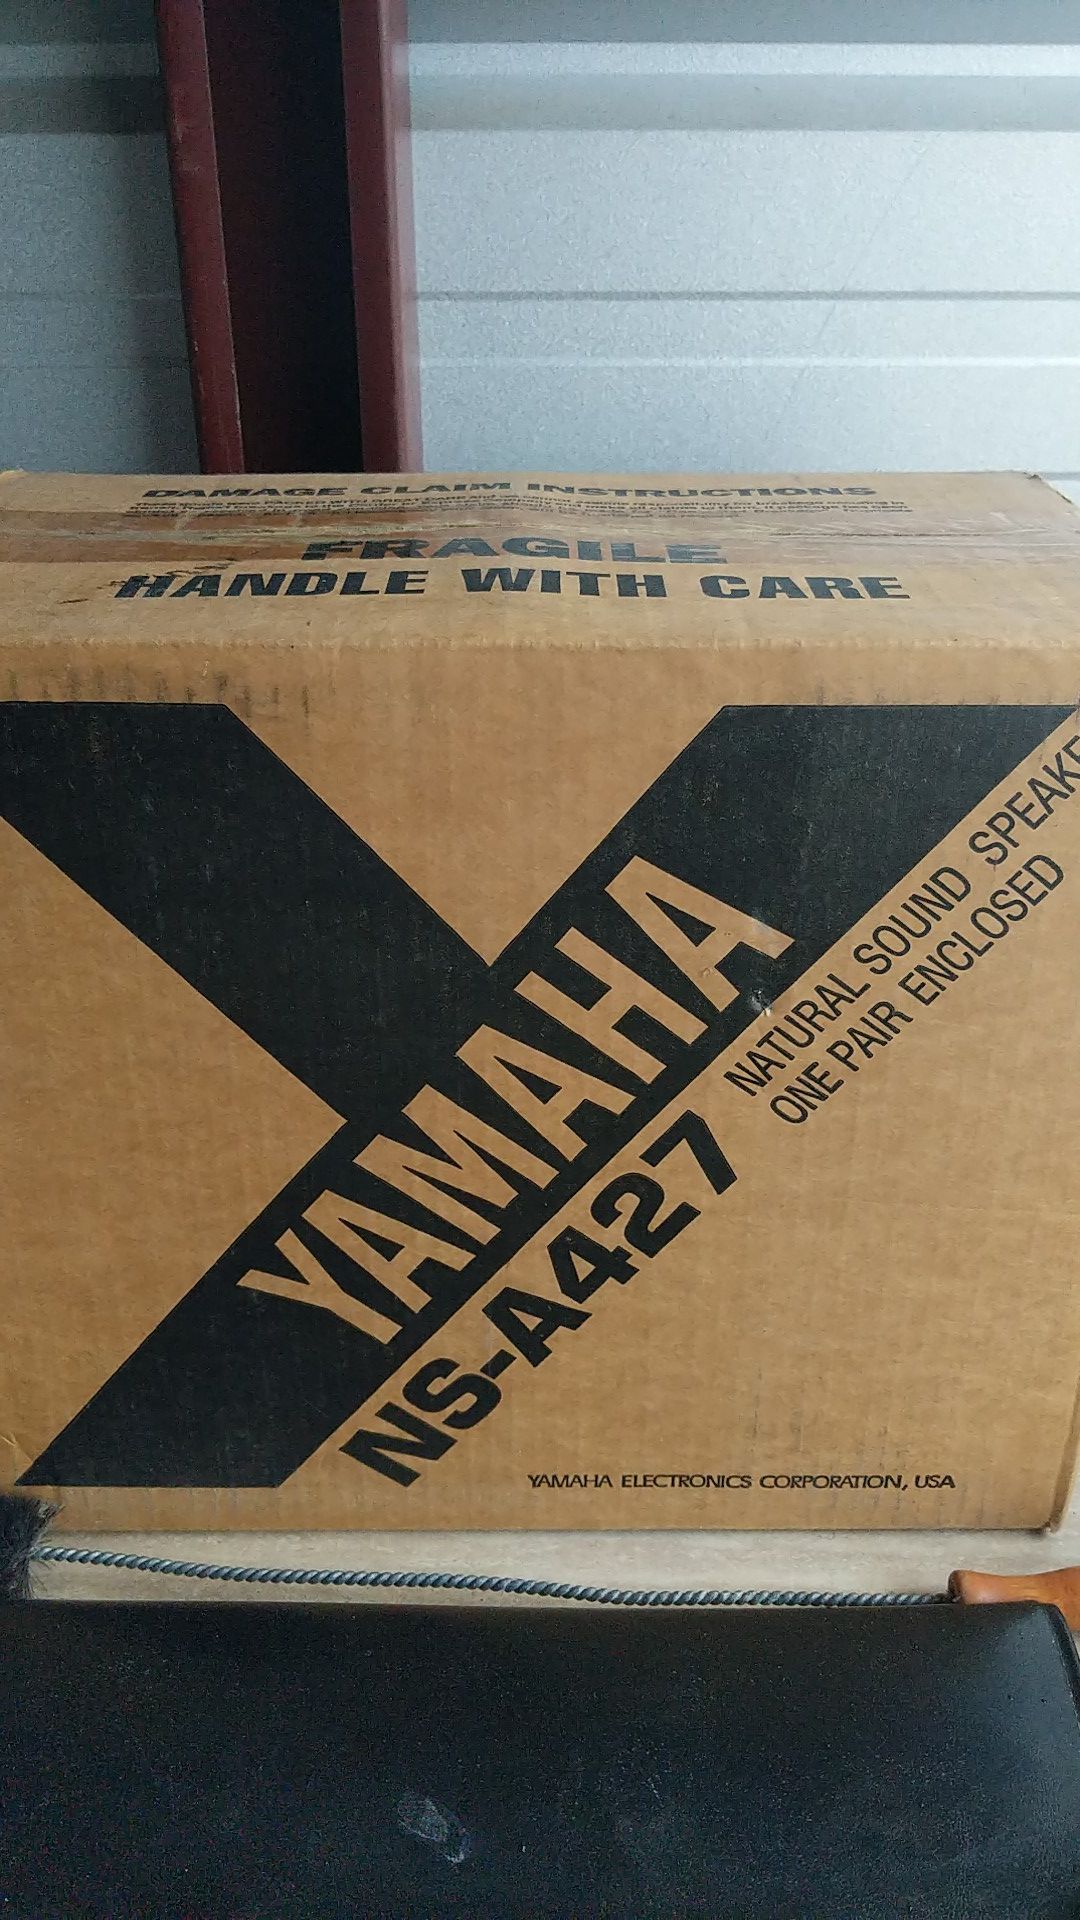 DAMAGE CLAIM INSTRUCTIONS
FRAGILE
HANDLE WITH CARE
YAMAHA
NS-A427
NATURAL SOUND SPEAKE
ONE PAIR ENCLOSED
YAMAHA ELECTRONICS CORPORATION, USA